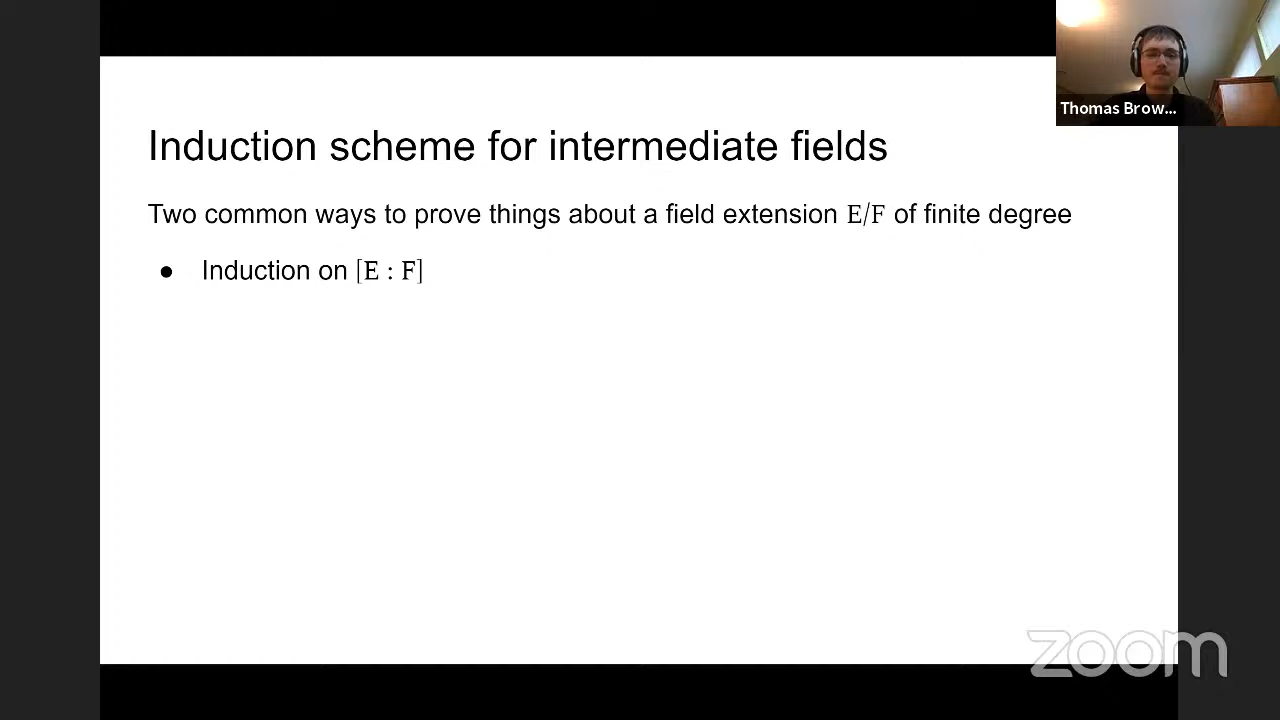 Thomas Brow...
Induction scheme for intermediate fields
Two common ways to prove things about a field extension E/F of finite degree
● Induction on [E : F]
zoom